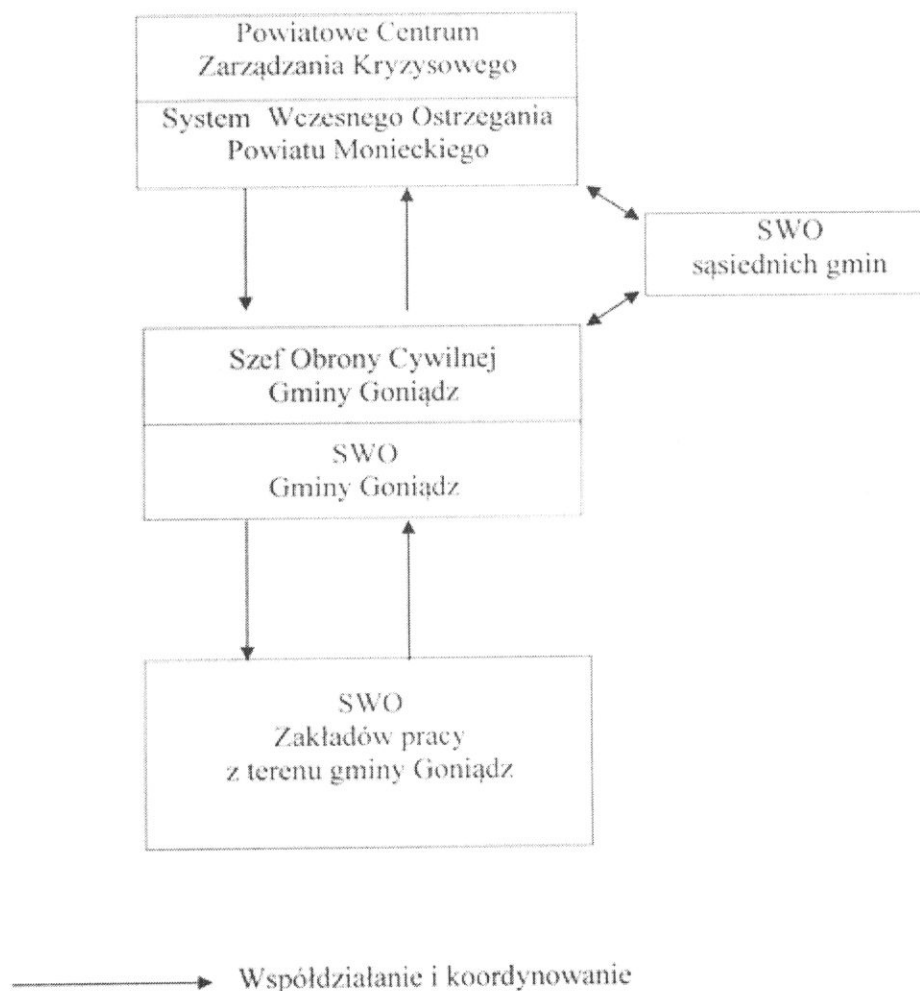 Powiatowe Centrum
Zarządzania Kryzysowego
System Wczesnego Ostrzegania
Powiatu Monieckiego
SWO
sąsiednich gmin
Szef Obrony Cywilnej
Gminy Goniądz
SWO
Gminy Goniądz
SWO
Zakładów pracy
z terenu gminy Goniądz
Współdziałanie i koordynowanie